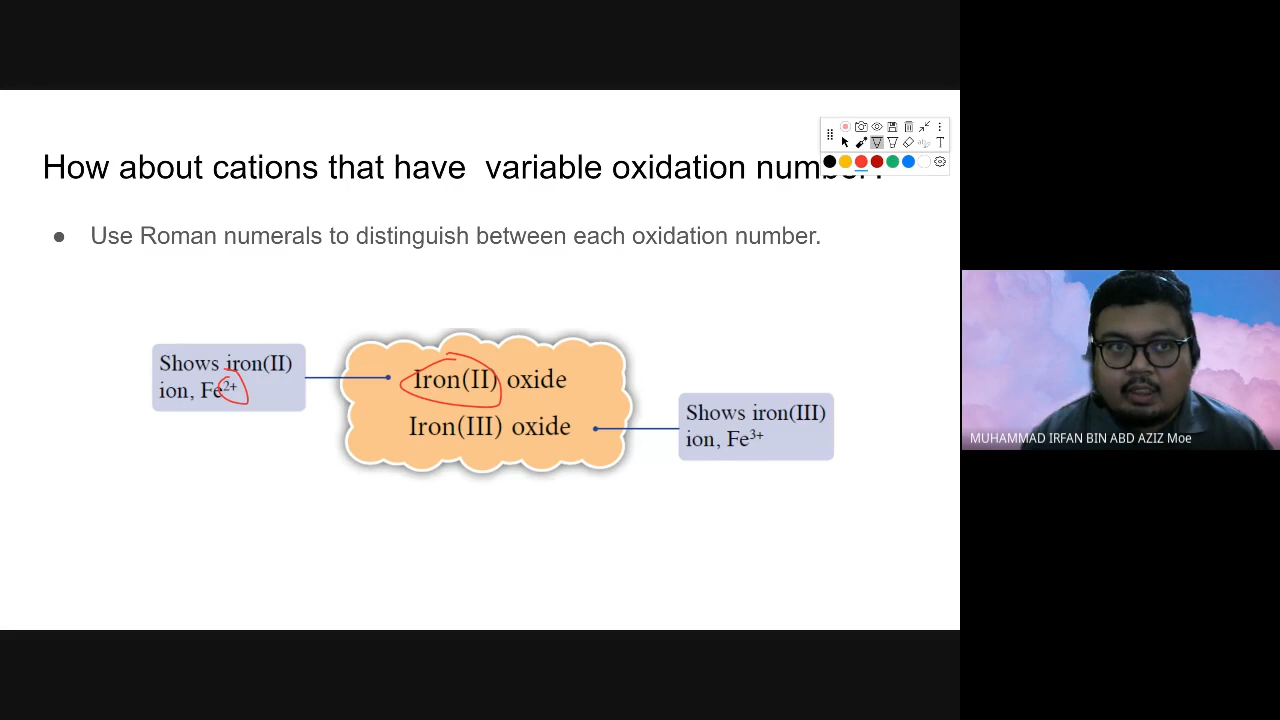 How about cations that have variable oxidation number?
● Use Roman numerals to distinguish between each oxidation number.
Shows iron(II)
ion, Fe²⁺
Iron(II) oxide
Iron(III) oxide
Shows iron(III)
ion, Fe³⁺
MUHAMMAD IRFAN BIN ABD AZIZ Moe